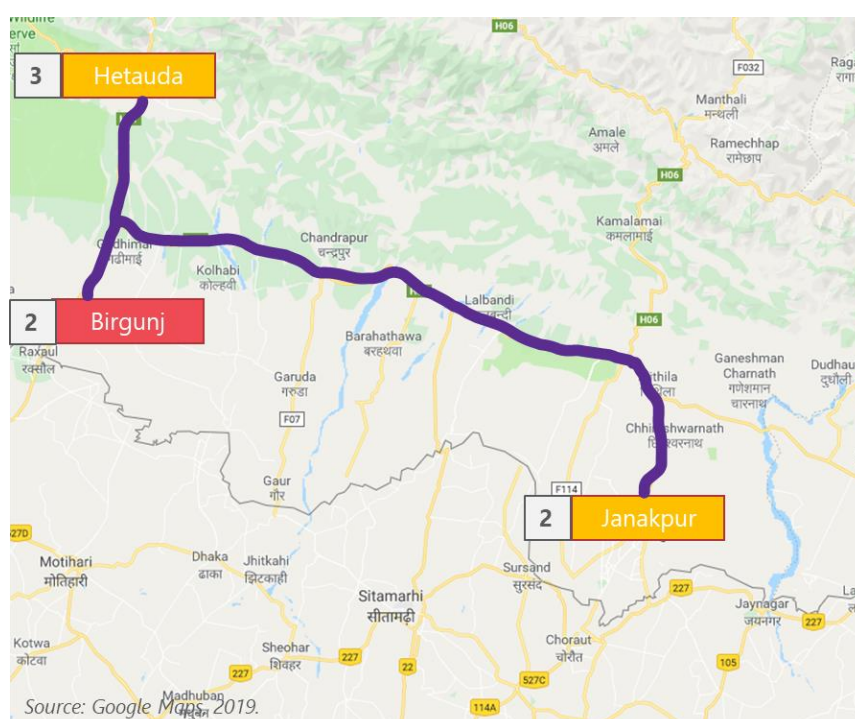 Wildlife
erve
H06
F032
3
Hetauda
Manthali
मन्थली
Amale
अमले
Ramechhap
रामेछाप
H06
Kamalamai
कमलामाई
Chandrapur
चन्द्रपुर
गढीमाई
Kolhabi
कोल्हवी
Lalbandi
2
Birgunj
H06
Barahathawa
बरहथवा
Raxaul
रक्सौल
Ganeshman
Charnath
गणेशमान
चारनाथ
Dudhau
दुधौली
Garuda
गरुडा
F07
Gaur
गौर
F114
2
Janakpur
527D
Motihari
मोतिहारी
Dhaka
ढाका
Jhitkahi
झिटकाही
Sitamarhi
सीतामढ़ी
Sursand
सुरसंद
227
Jaynagar
जयनगर
227
Choraut
चोरौत
Kotwa
कोटवा
Sheohar
शिवहर
227
227
22
527C
105
114A
Madhuban
Source: Google Maps, 2019.